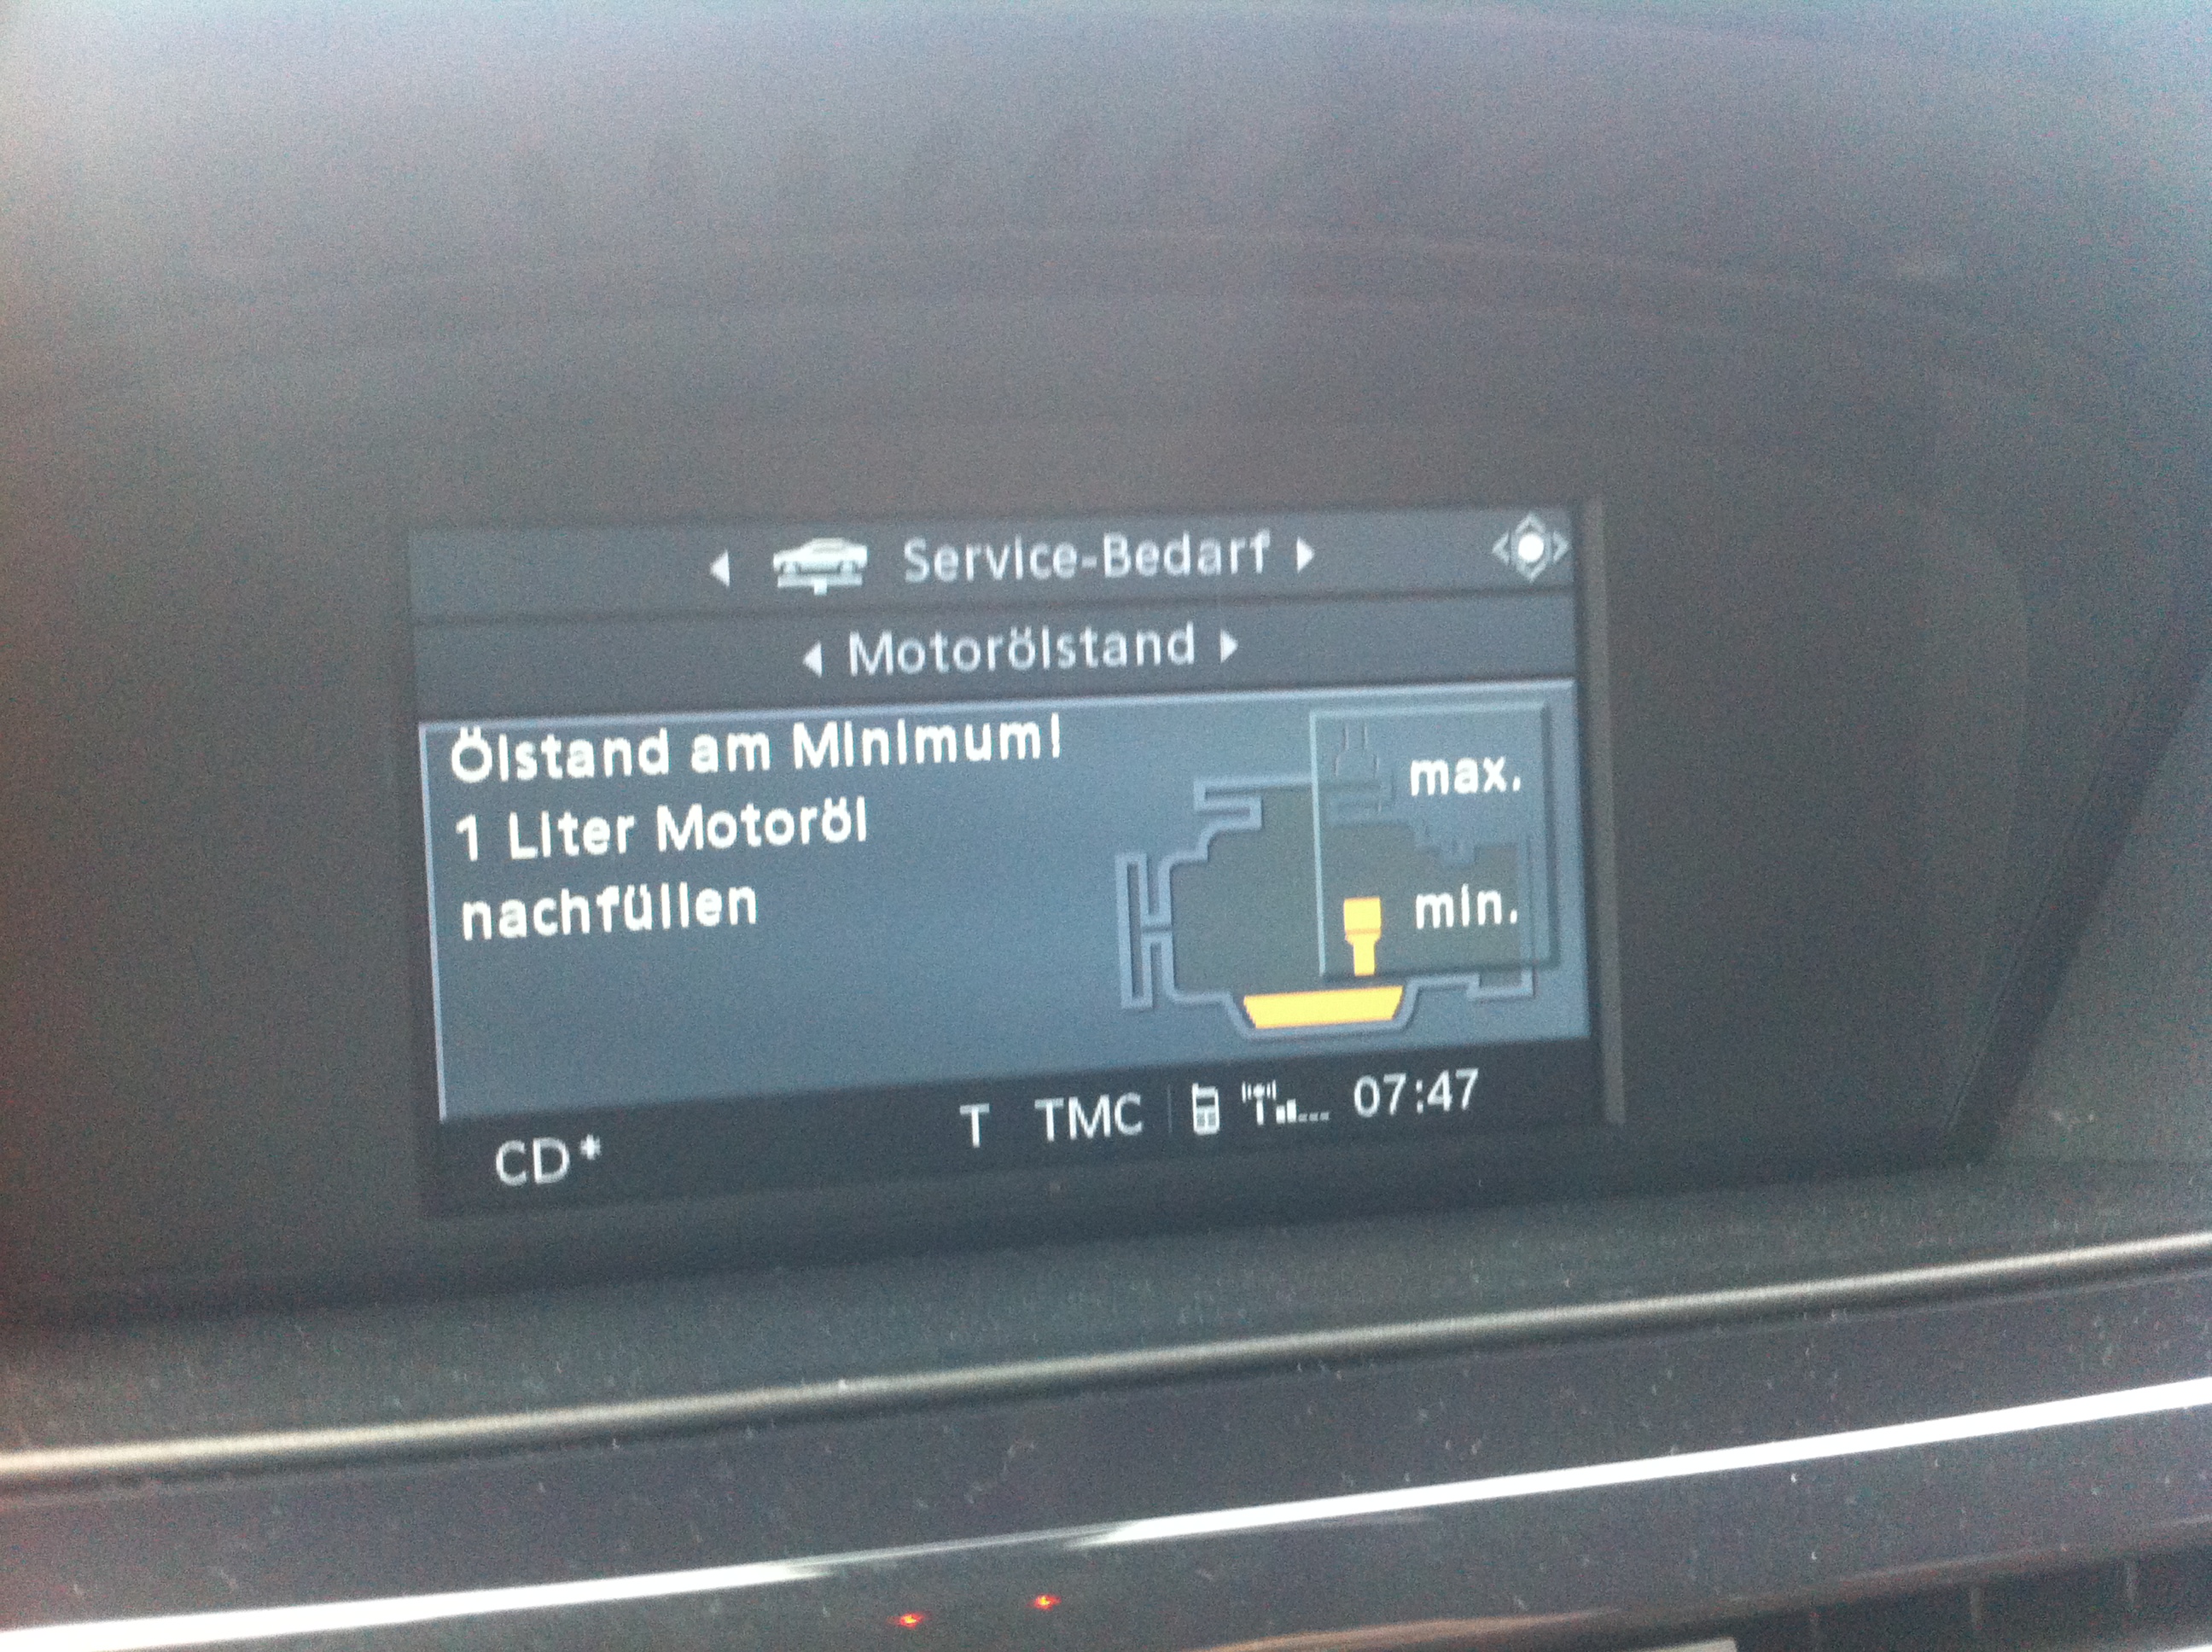 Service-Bedarf
Motorölstand
Ölstand am Minimum!
1 Liter Motoröl
nachfüllen
max.
min.
CD* T TMC 07:47